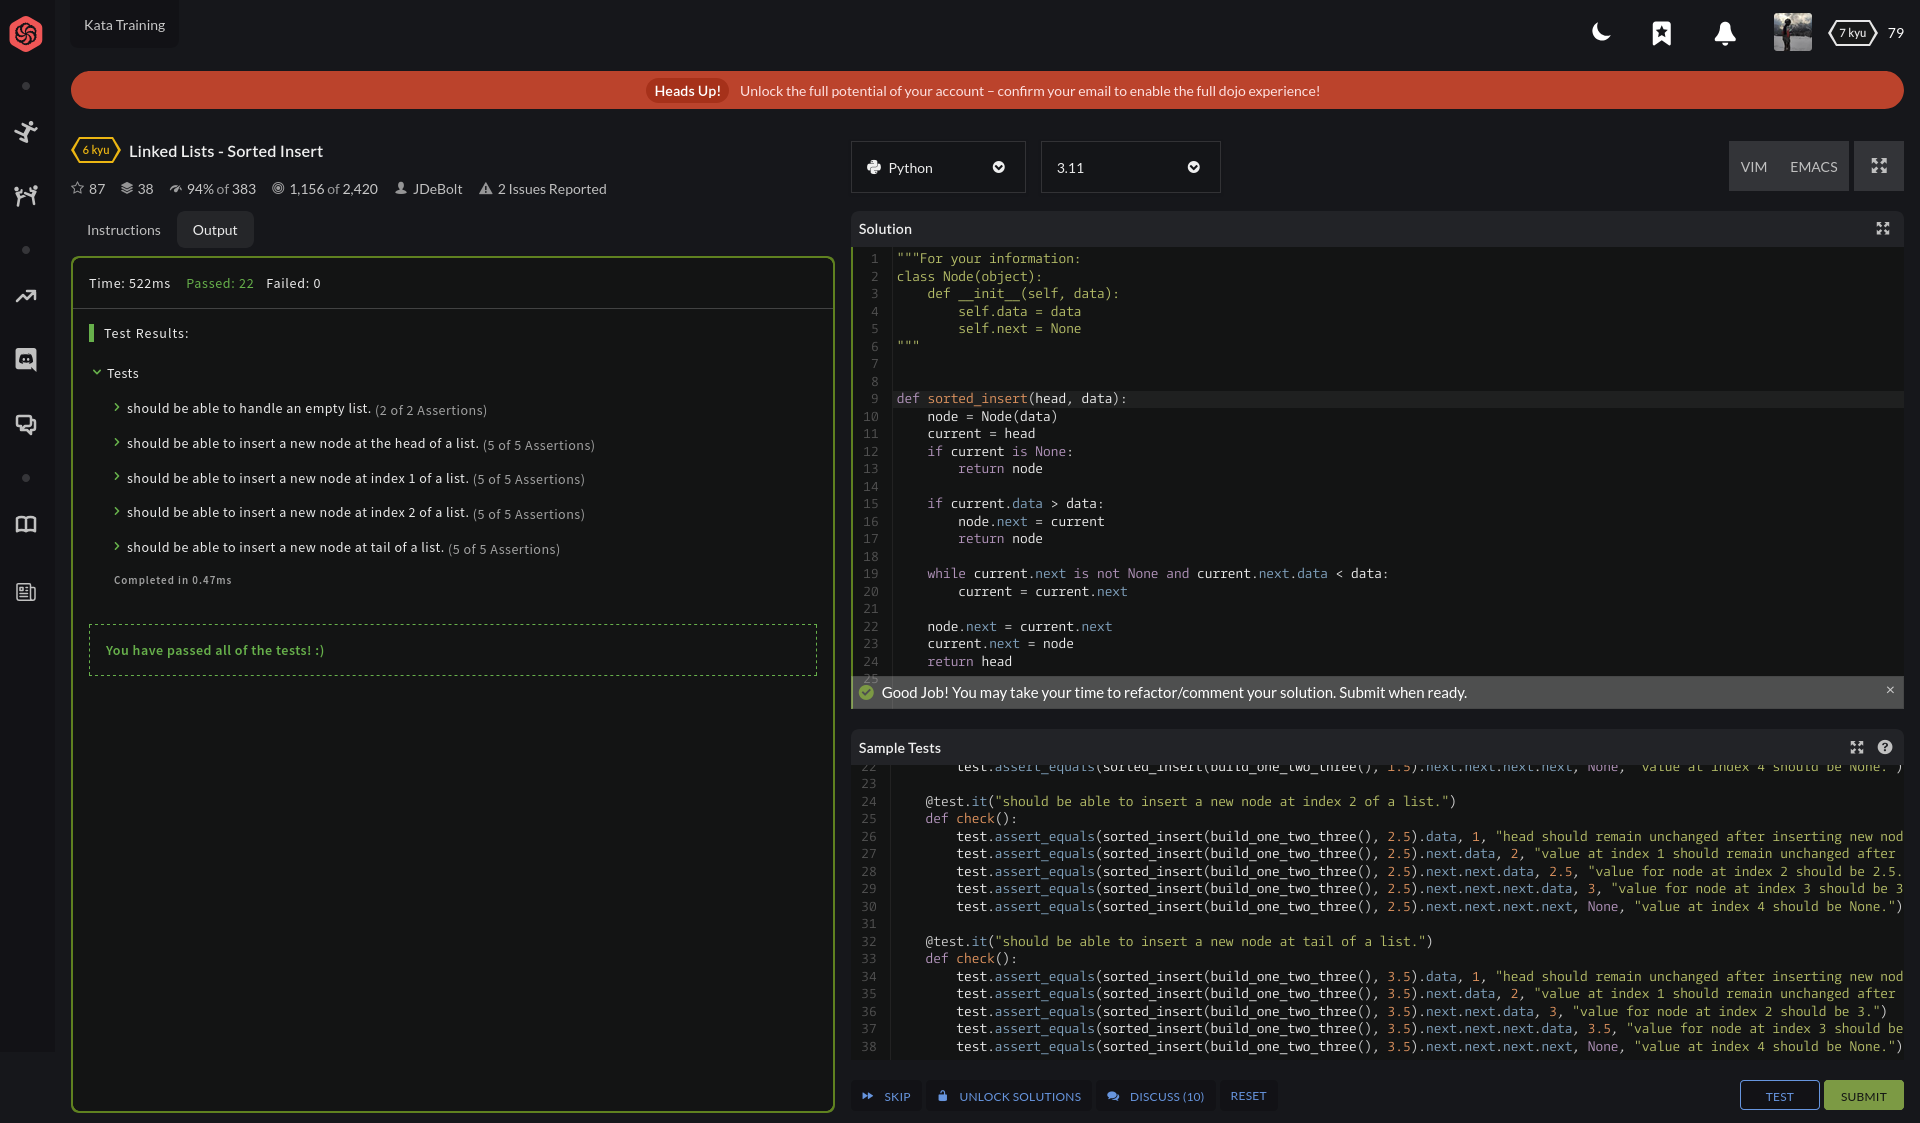 Kata Training
7 kyu
79
Heads Up! Unlock the full potential of your account – confirm your email to enable the full dojo experience!
6 kyu Linked Lists - Sorted Insert
87 38 94% of 383 1,156 of 2,420 JDeBolt 2 Issues Reported
Instructions Output
Time: 522ms Passed: 22 Failed: 0
Test Results:
Tests
should be able to handle an empty list. (2 of 2 Assertions)
should be able to insert a new node at the head of a list. (5 of 5 Assertions)
should be able to insert a new node at index 1 of a list. (5 of 5 Assertions)
should be able to insert a new node at index 2 of a list. (5 of 5 Assertions)
should be able to insert a new node at tail of a list. (5 of 5 Assertions)
Completed in 0.47ms
You have passed all of the tests! :)
Python 3.11 VIM EMACS
Solution
1 """For your information:
2 class Node(object):
3     def __init__(self, data):
4         self.data = data
5         self.next = None
6 """
7
8
9 def sorted_insert(head, data):
10     node = Node(data)
11     current = head
12     if current is None:
13         return node
14
15     if current.data > data:
16         node.next = current
17         return node
18
19     while current.next is not None and current.next.data < data:
20         current = current.next
21
22     node.next = current.next
23     current.next = node
24     return head
25
Good Job! You may take your time to refactor/comment your solution. Submit when ready.
Sample Tests
22         test.assert_equals(sorted_insert(build_one_two_three(), 1.5).next.next.next.next, None, "value at index 4 should be None.")
23
24     @test.it("should be able to insert a new node at index 2 of a list.")
25     def check():
26         test.assert_equals(sorted_insert(build_one_two_three(), 2.5).data, 1, "head should remain unchanged after inserting new nod
27         test.assert_equals(sorted_insert(build_one_two_three(), 2.5).next.data, 2, "value at index 1 should remain unchanged after
28         test.assert_equals(sorted_insert(build_one_two_three(), 2.5).next.next.data, 2.5, "value for node at index 2 should be 2.5.
29         test.assert_equals(sorted_insert(build_one_two_three(), 2.5).next.next.next.data, 3, "value for node at index 3 should be 3
30         test.assert_equals(sorted_insert(build_one_two_three(), 2.5).next.next.next.next, None, "value at index 4 should be None.")
31
32     @test.it("should be able to insert a new node at tail of a list.")
33     def check():
34         test.assert_equals(sorted_insert(build_one_two_three(), 3.5).data, 1, "head should remain unchanged after inserting new nod
35         test.assert_equals(sorted_insert(build_one_two_three(), 3.5).next.data, 2, "value at index 1 should remain unchanged after
36         test.assert_equals(sorted_insert(build_one_two_three(), 3.5).next.next.data, 3, "value for node at index 2 should be 3.")
37         test.assert_equals(sorted_insert(build_one_two_three(), 3.5).next.next.next.data, 3.5, "value for node at index 3 should be
38         test.assert_equals(sorted_insert(build_one_two_three(), 3.5).next.next.next.next, None, "value at index 4 should be None.")
SKIP UNLOCK SOLUTIONS DISCUSS (10) RESET TEST SUBMIT